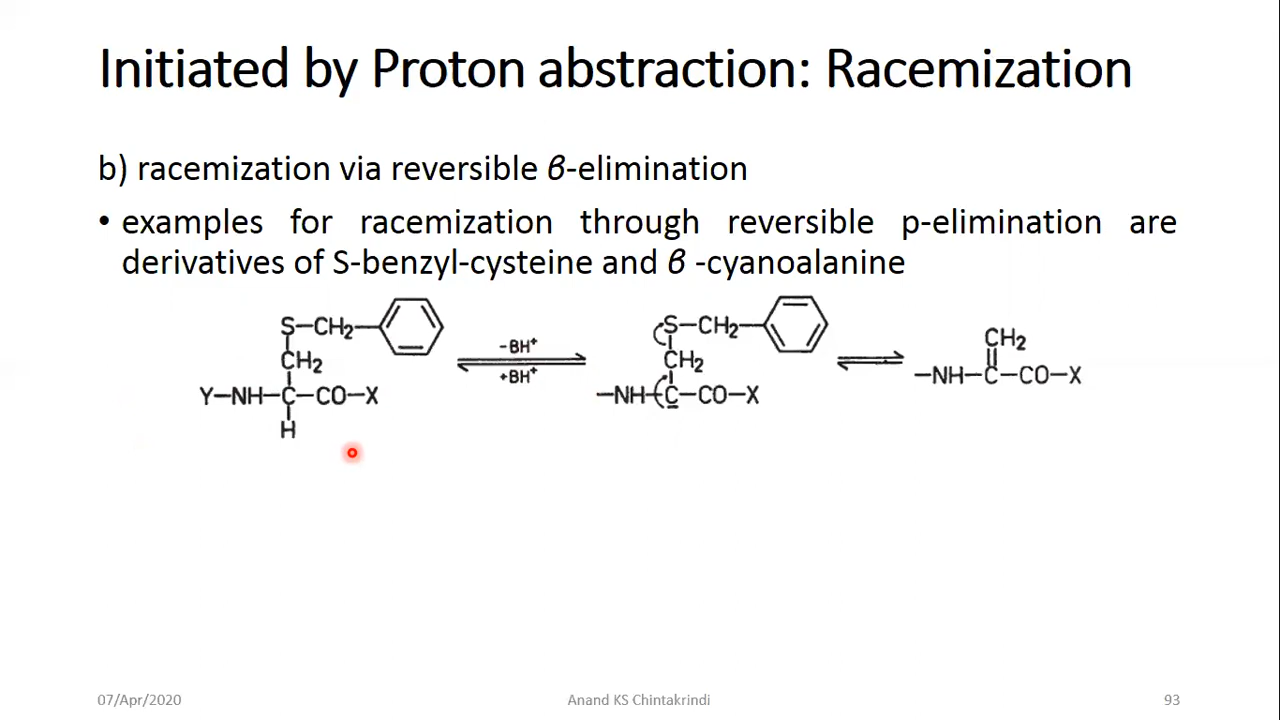 Initiated by Proton abstraction: Racemization
b) racemization via reversible β-elimination
• examples for racemization through reversible p-elimination are
derivatives of S-benzyl-cysteine and β -cyanoalanine
S–CH₂– S–CH₂–
CH₂ –BH⁺ CH₂ CH₂
Y–NH–C–CO–X +BH⁺ –NH–C–CO–X –NH–C–CO–X
H
07/Apr/2020 Anand KS Chintakrindi 93